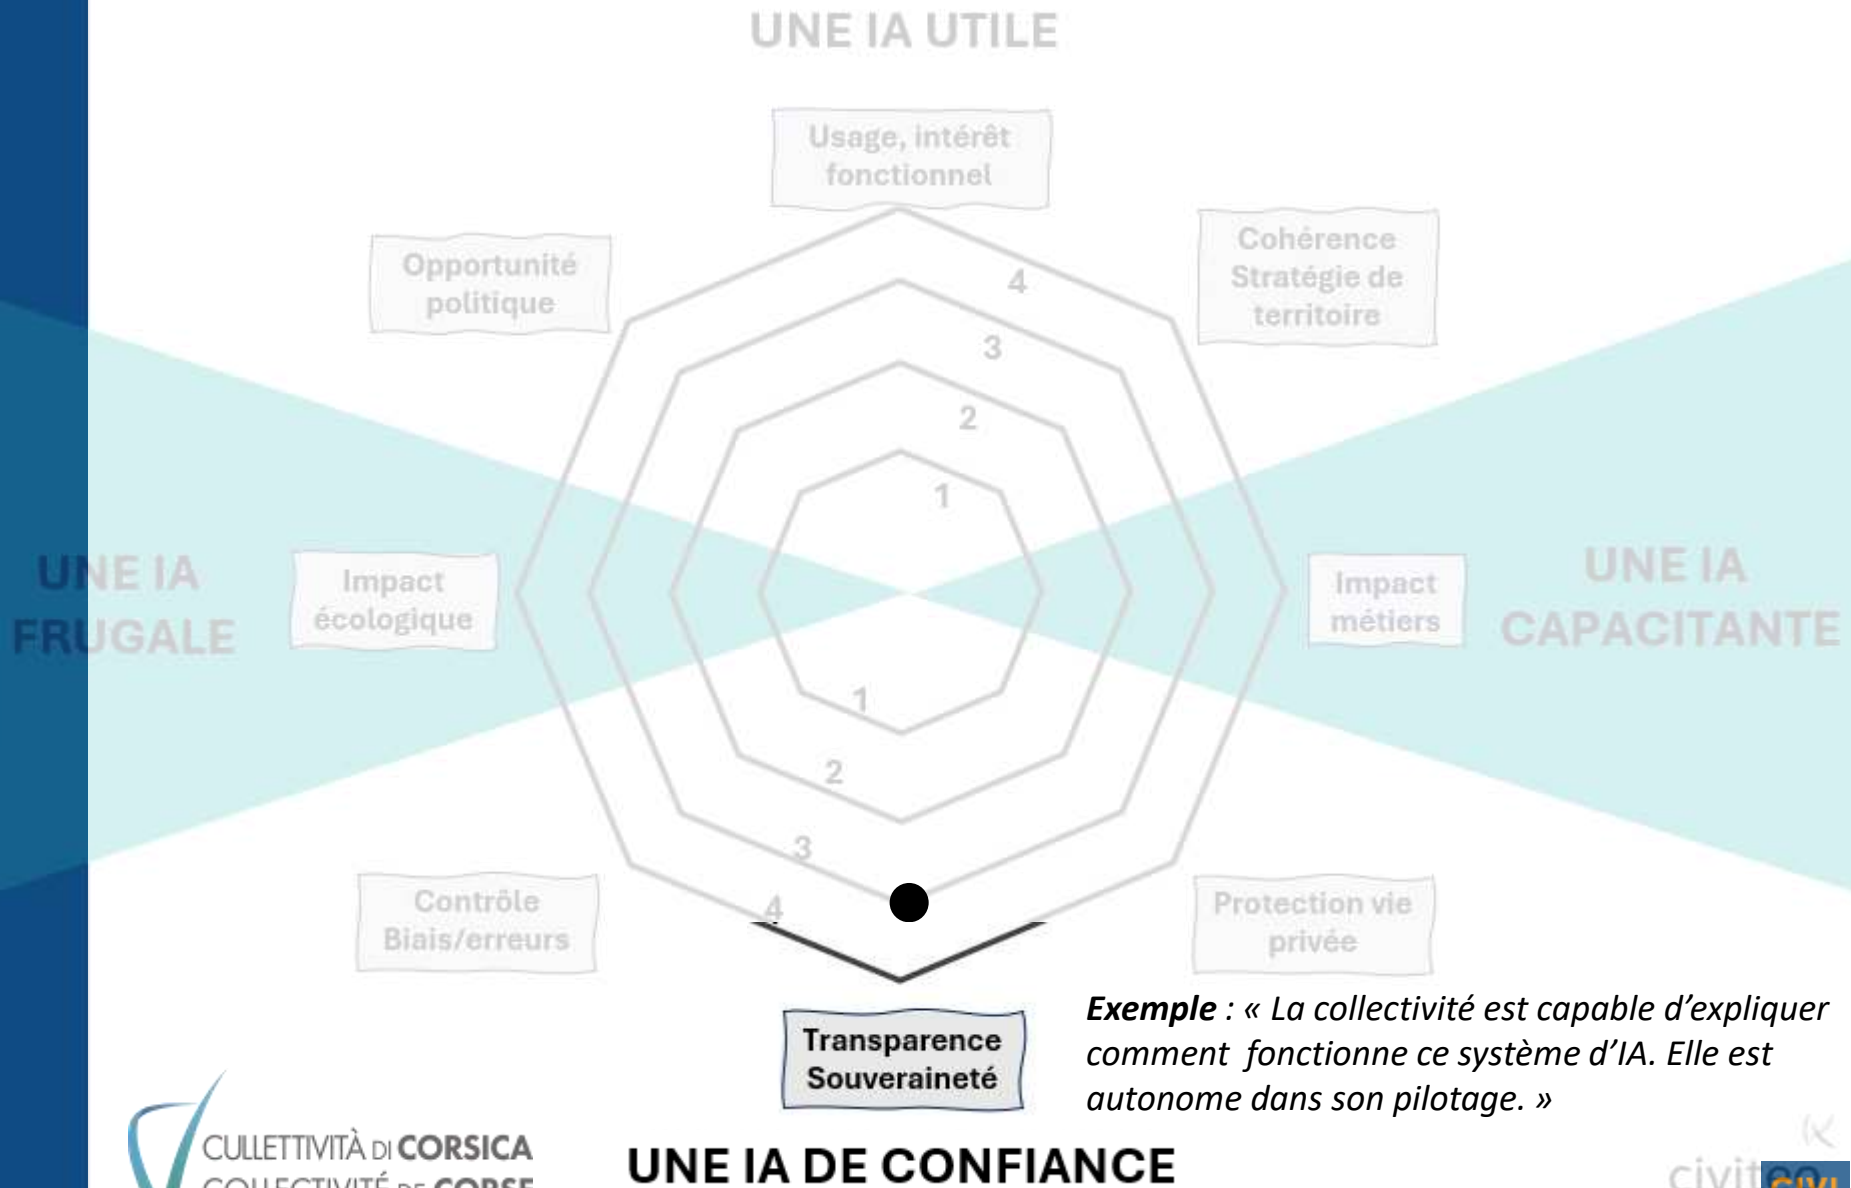 UNE IA UTILE
Usage, intérêt
fonctionnel
Opportunité
politique
Cohérence
Stratégie de
territoire
4
3
2
1
UNE IA
FRUGALE
Impact
écologique
Impact
métiers
UNE IA
CAPACITANTE
1
2
3
4
Contrôle
Biais/erreurs
Protection vie
privée
Transparence
Souveraineté
Exemple : « La collectivité est capable d’expliquer
comment fonctionne ce système d’IA. Elle est
autonome dans son pilotage. »
CULLETTIVITÀ DI CORSICA
COLLECTIVITÉ DE CORSE
UNE IA DE CONFIANCE